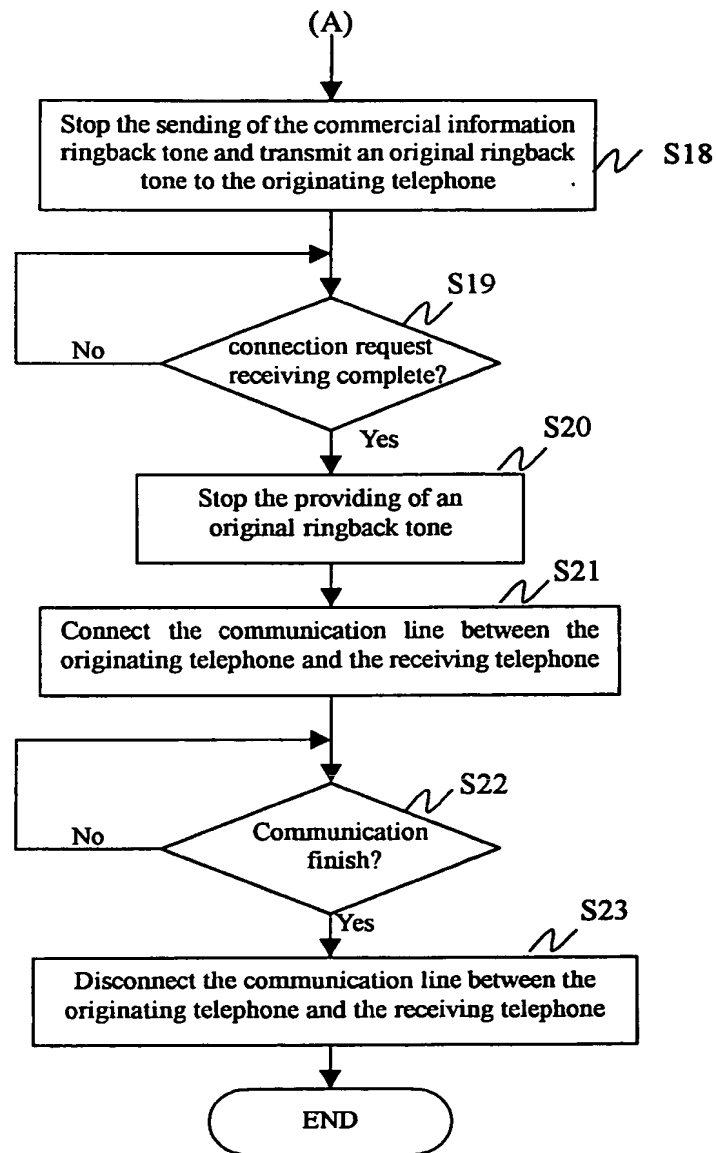 (A)
Stop the sending of the commercial information
ringback tone and transmit an original ringback
tone to the originating telephone
S18
S19
connection request
receiving complete?
No
Yes
S20
Stop the providing of an
original ringback tone
S21
Connect the communication line between the
originating telephone and the receiving telephone
S22
Communication
finish?
No
Yes
S23
Disconnect the communication line between the
originating telephone and the receiving telephone
END